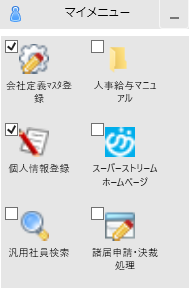 マイメニュー
会社定義マスタ登
録
人事給与マニュ
アル
個人情報登録
スーパーストリーム
ホームページ
汎用社員検索
諸届申請・決裁
処理